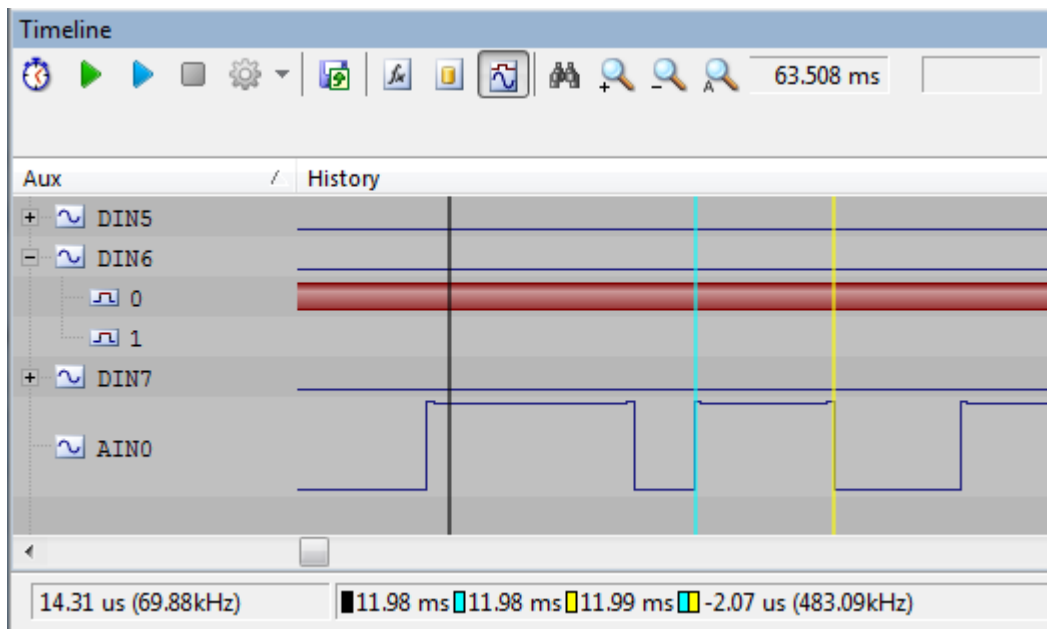 Timeline
fx
+ - A 63.508 ms
Aux History
DIN5
DIN6
0
1
DIN7
AIN0
14.31 us (69.88kHz) 11.98 ms 11.98 ms 11.99 ms -2.07 us (483.09kHz)